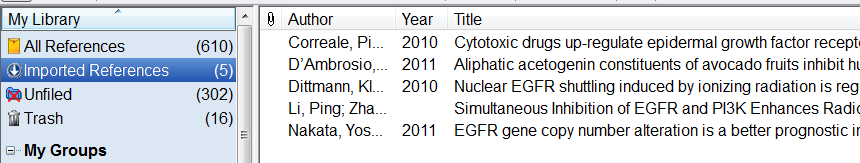 My Library
All References (610)
Imported References (5)
Unfiled (302)
Trash (16)
My Groups
Author Year Title
Correale, Pi... 2010 Cytotoxic drugs up-regulate epidermal growth factor recept
D'Ambrosio, 2011 Aliphatic acetogenin constituents of avocado fruits inhibit hu
Dittmann, Kl... 2010 Nuclear EGFR shuttling induced by ionizing radiation is reg
Li, Ping; Zha... Simultaneous Inhibition of EGFR and PI3K Enhances Radio
Nakata, Yos... 2011 EGFR gene copy number alteration is a better prognostic in